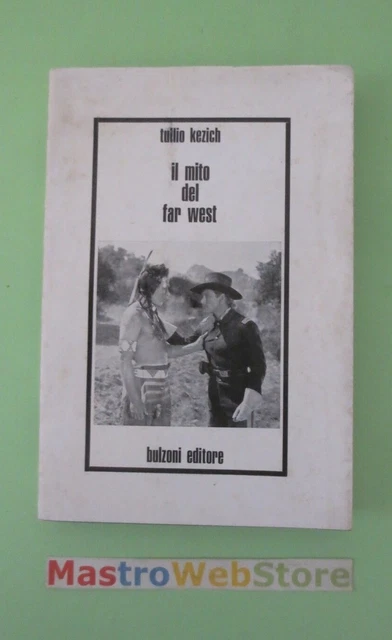 tullio kezich
il mito
del
far west
bulzoni editore
MastroWebStore